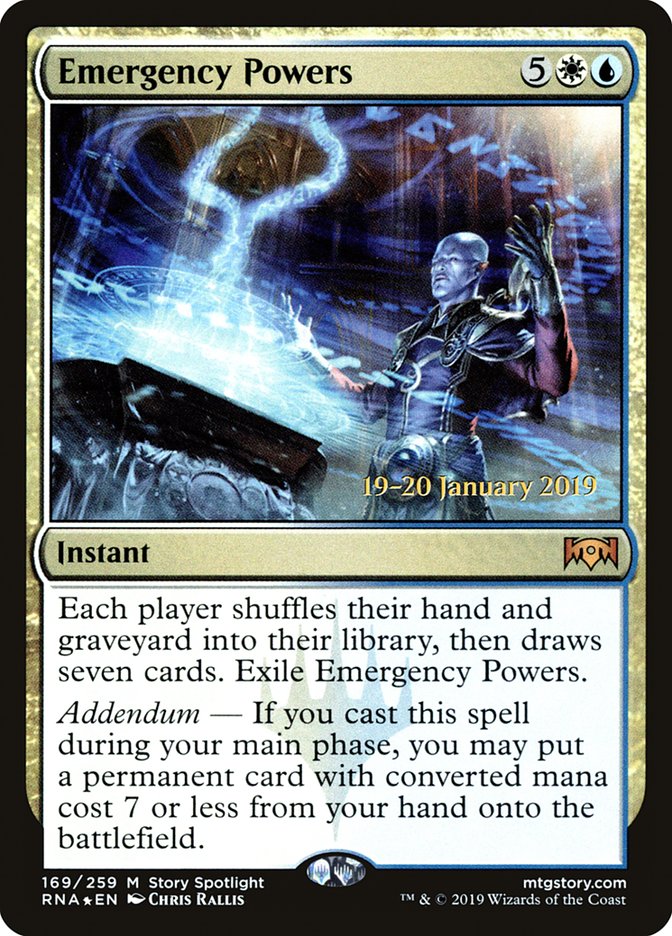 Emergency Powers 5
19–20 January 2019
Instant
Each player shuffles their hand and
graveyard into their library, then draws
seven cards. Exile Emergency Powers.
Addendum — If you cast this spell
during your main phase, you may put
a permanent card with converted mana
cost 7 or less from your hand onto the
battlefield.
169/259 M Story Spotlight mtgstory.com
RNA★EN Chris Rallis ™ & © 2019 Wizards of the Coast